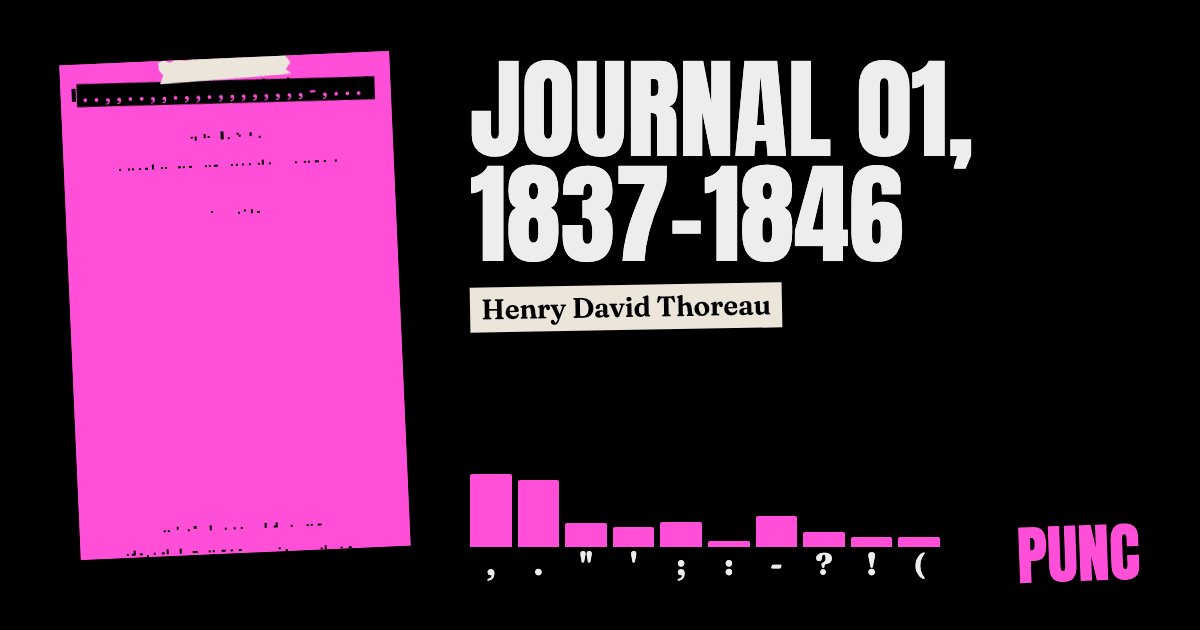 JOURNAL 01,
1837-1846
Henry David Thoreau
, . " ' ; : - ? ! (
PUNC